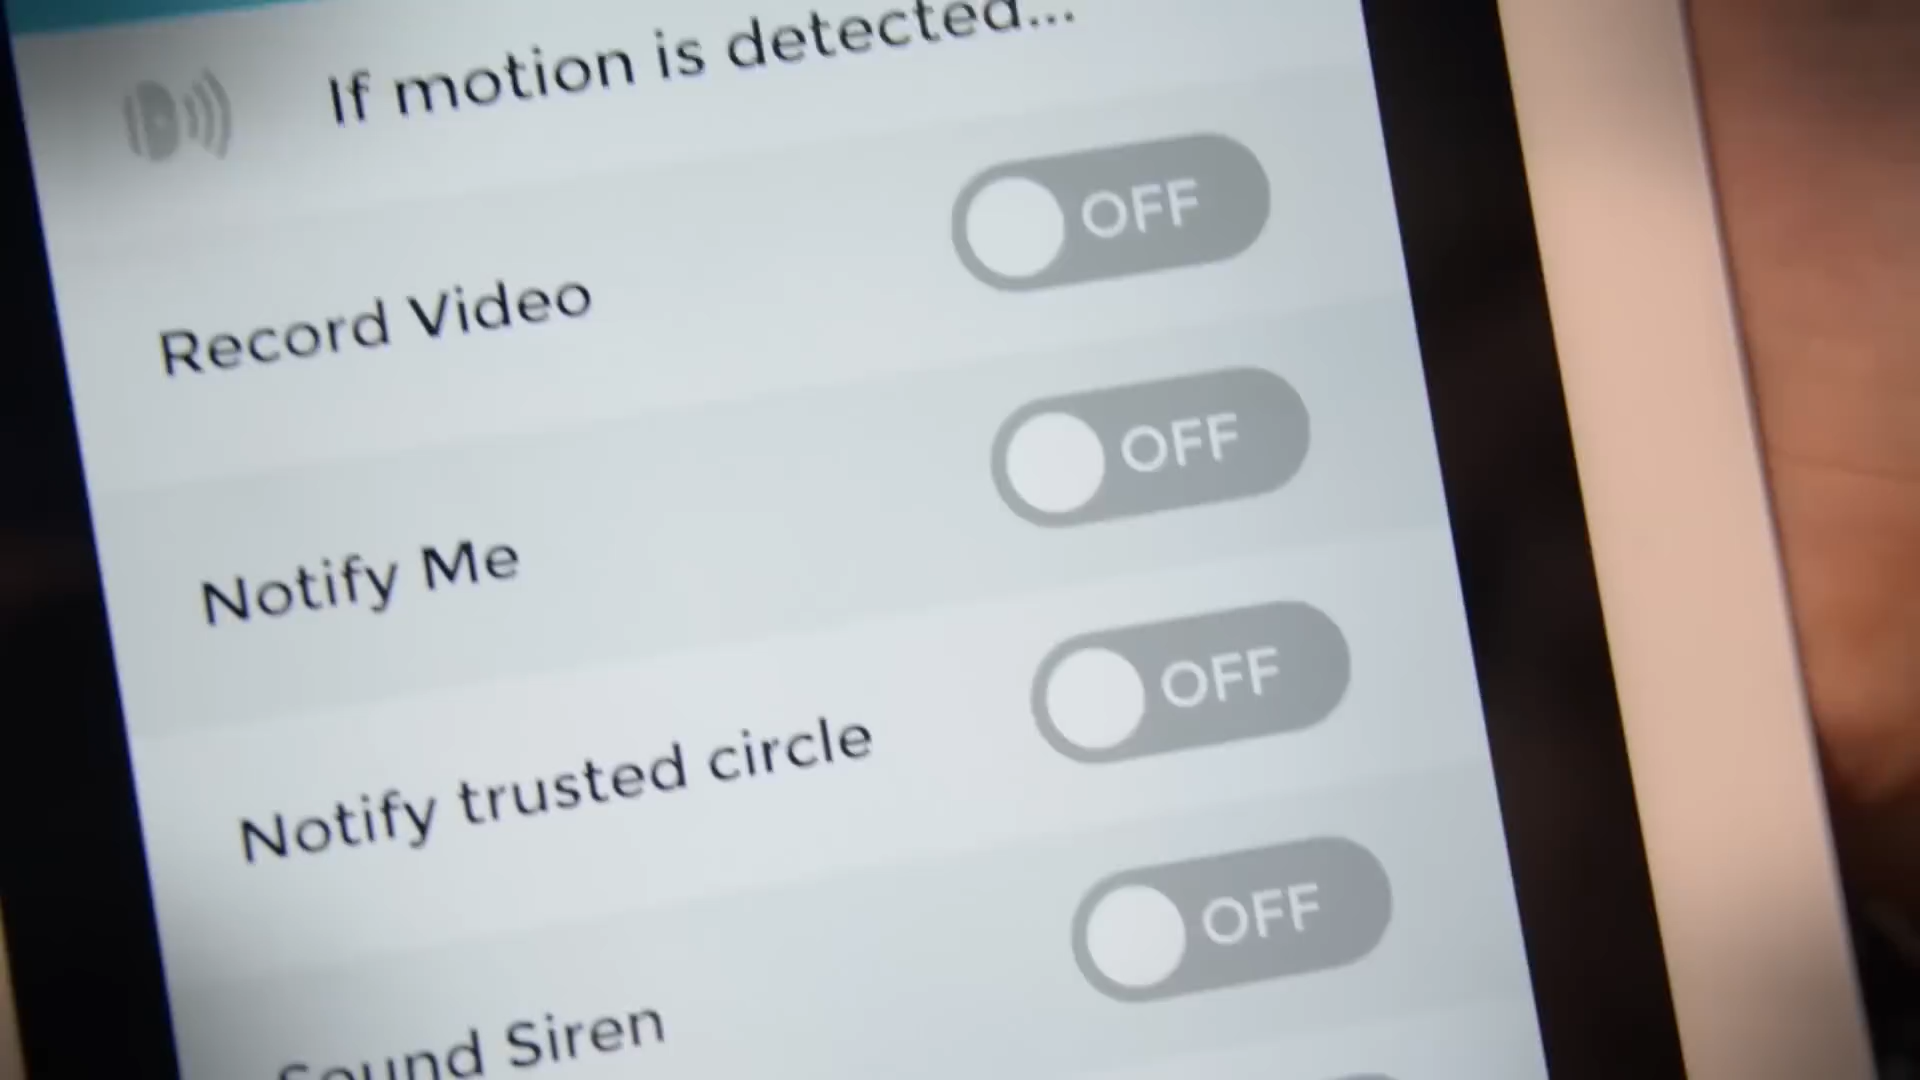 If motion is detected...
Record Video OFF
Notify Me OFF
Notify trusted circle OFF
Sound Siren OFF